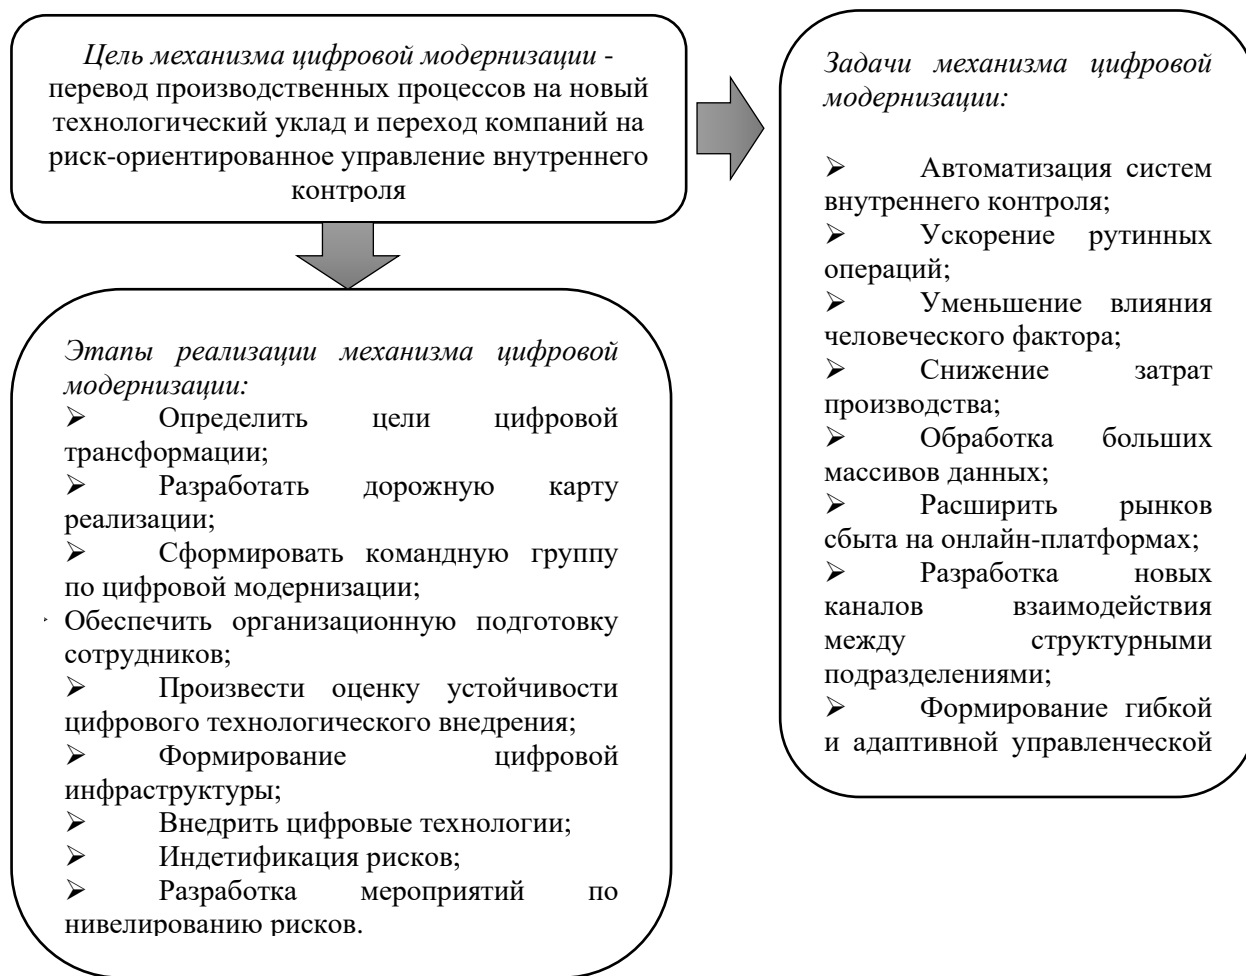 Цель механизма цифровой модернизации -
перевод производственных процессов на новый
технологический уклад и переход компаний на
риск-ориентированное управление внутреннего
контроля
Задачи механизма цифровой
модернизации:
➢ Автоматизация систем
внутреннего контроля;
➢ Ускорение рутинных
операций;
➢ Уменьшение влияния
человеческого фактора;
➢ Снижение затрат
производства;
➢ Обработка больших
массивов данных;
➢ Расширить рынков
сбыта на онлайн-платформах;
➢ Разработка новых
каналов взаимодействия
между структурными
подразделениями;
➢ Формирование гибкой
и адаптивной управленческой
Этапы реализации механизма цифровой
модернизации:
➢ Определить цели цифровой
трансформации;
➢ Разработать дорожную карту
реализации;
➢ Сформировать командную группу
по цифровой модернизации;
➢ Обеспечить организационную подготовку
сотрудников;
➢ Произвести оценку устойчивости
цифрового технологического внедрения;
➢ Формирование цифровой
инфраструктуры;
➢ Внедрить цифровые технологии;
➢ Индетификация рисков;
➢ Разработка мероприятий по
нивелированию рисков.